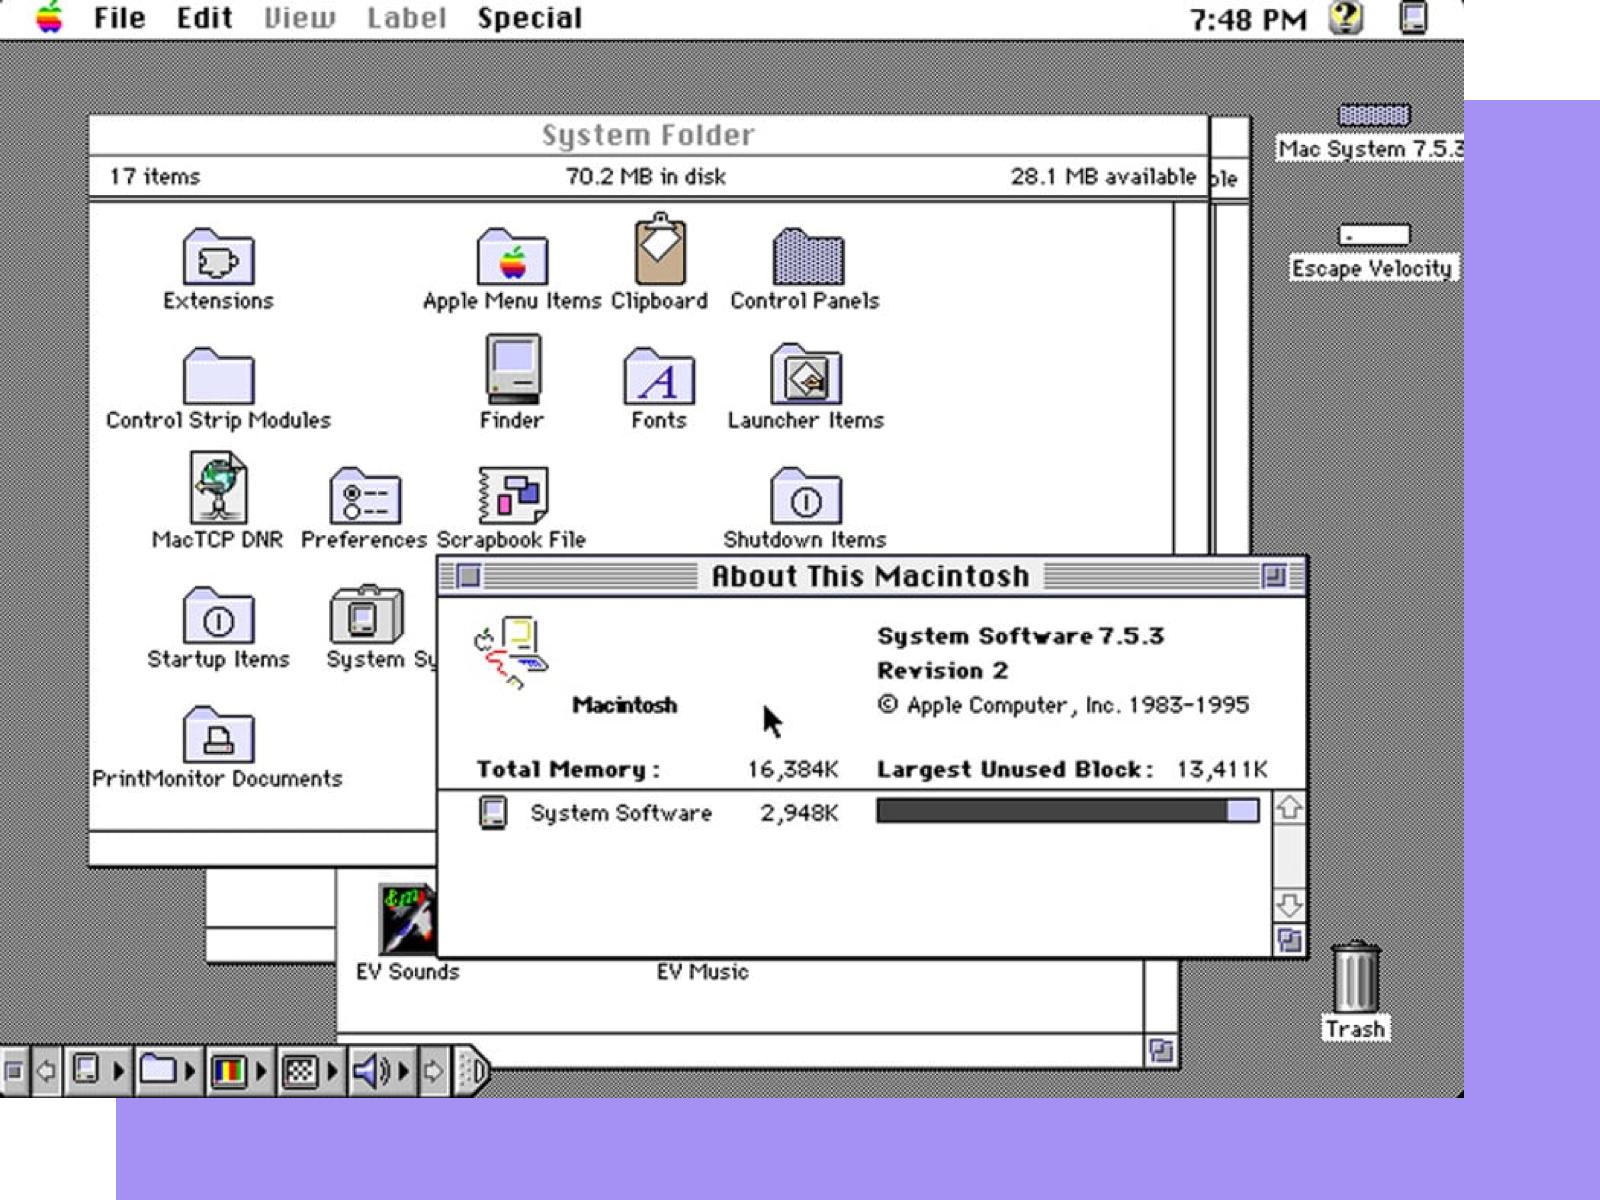 File Edit View Label Special 7:48 PM
System Folder
17 items 70.2 MB in disk 28.1 MB available
ble
Mac System 7.5.3
Escape Velocity
Extensions Apple Menu Items Clipboard Control Panels
A
Control Strip Modules Finder Fonts Launcher Items
MacTCP DNR Preferences Scrapbook File Shutdown Items
Startup Items System Sy
PrintMonitor Documents
About This Macintosh
System Software 7.5.3
Revision 2
Macintosh © Apple Computer, Inc. 1983-1995
Total Memory: 16,384K Largest Unused Block: 13,411K
System Software 2,948K
EV Sounds EV Music
Trash